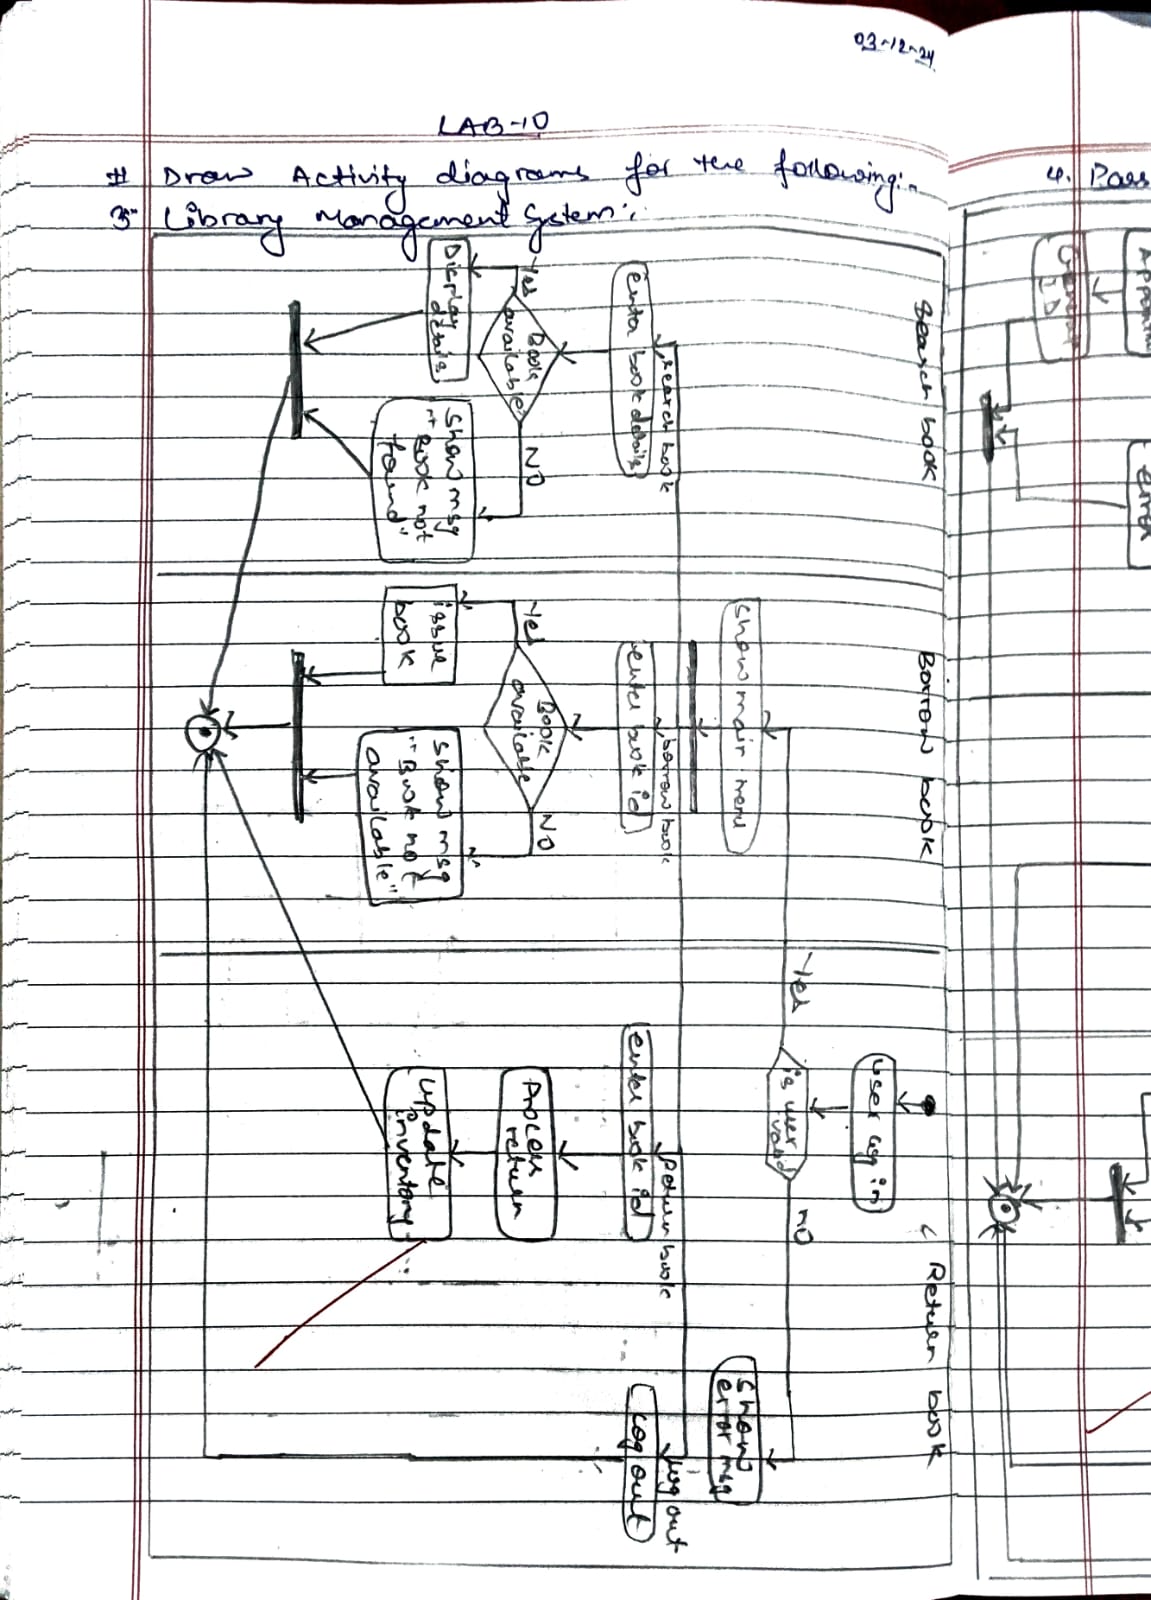 03-12-24
LAB-10
# Draw Activity diagrams for the following:-
3. Library Management System:
Search book
search book
enter book details
Book
available?
Yes
NO
Display
details
Show msg
"Book not
found"
Borrow book
Show main menu
borrow book
enter book id
Book
available
Yes
NO
issue
book
Show msg
"Book not
available"
Return book
User log in
is user
valid
Yes
NO
Show
error msg
Return book
enter book id
Process
return
Update
inventory
log out
log out
4. Pass
error